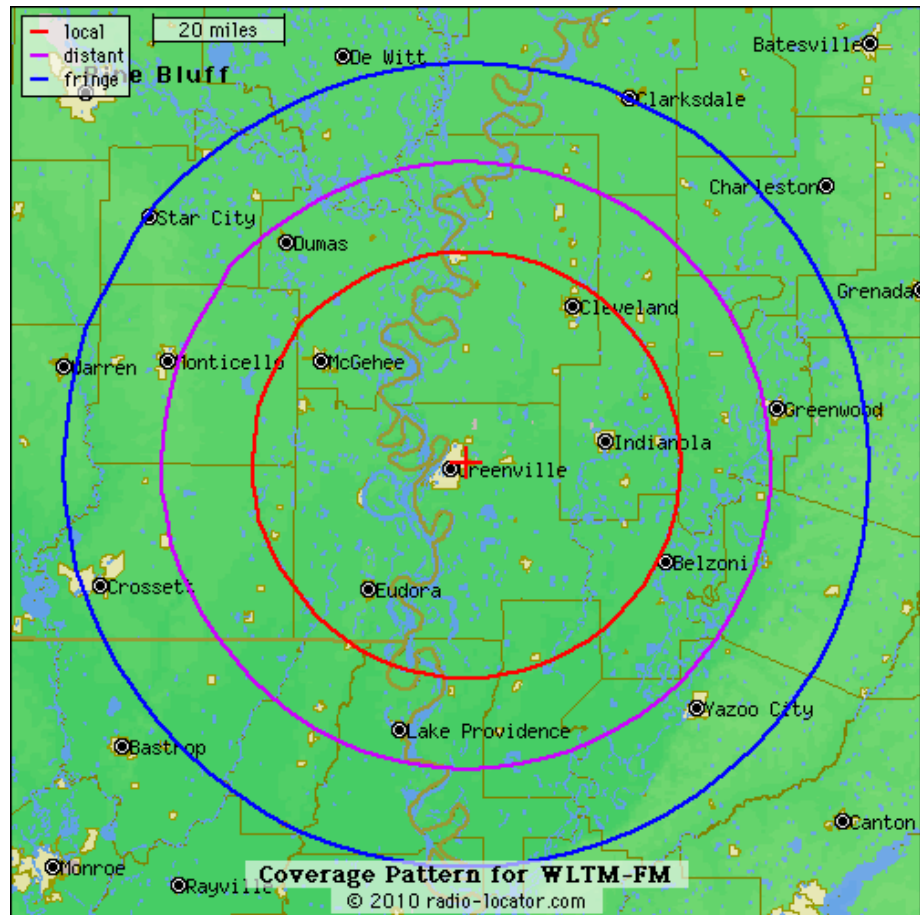 local
distant
fringe
20 miles
De Witt
Batesville
Pine Bluff
Clarksdale
Charleston
Star City
Dumas
Grenada
Cleveland
Warren
Monticello
McGehee
Greenwood
Indianola
Greenville
Belzoni
Crossett
Eudora
Yazoo City
Lake Providence
Bastrop
Canton
Monroe
Rayville
Coverage Pattern for WLTM-FM
© 2010 radio-locator.com